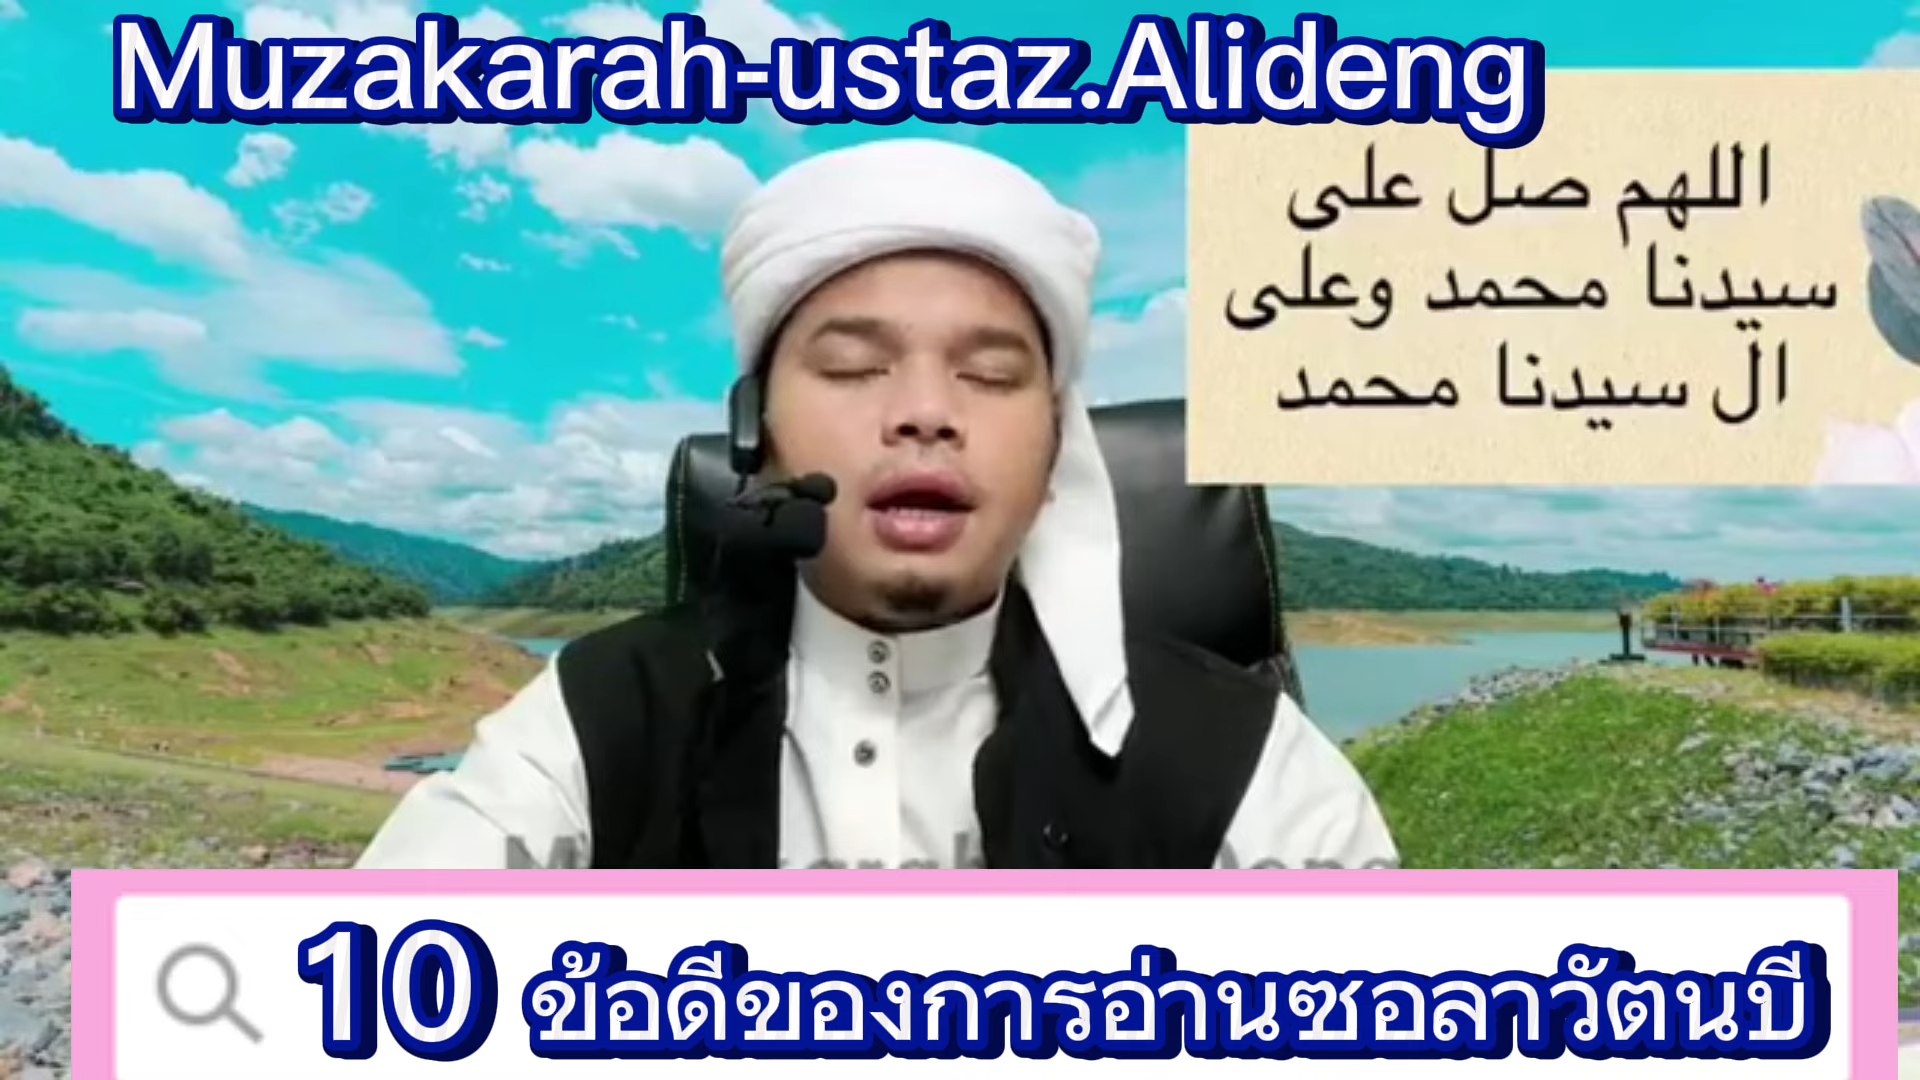 Muzakarah-ustaz.Alideng
اللهم صل على
سيدنا محمد وعلى
ال سيدنا محمد
10 ข้อดีของการอ่านซอลาวัตนบี